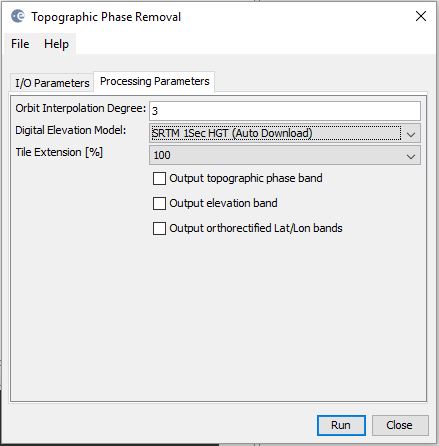 Topographic Phase Removal
File Help
I/O Parameters Processing Parameters
Orbit Interpolation Degree: 3
Digital Elevation Model: SRTM 1Sec HGT (Auto Download)
Tile Extension [%] 100
Output topographic phase band
Output elevation band
Output orthorectified Lat/Lon bands
Run Close